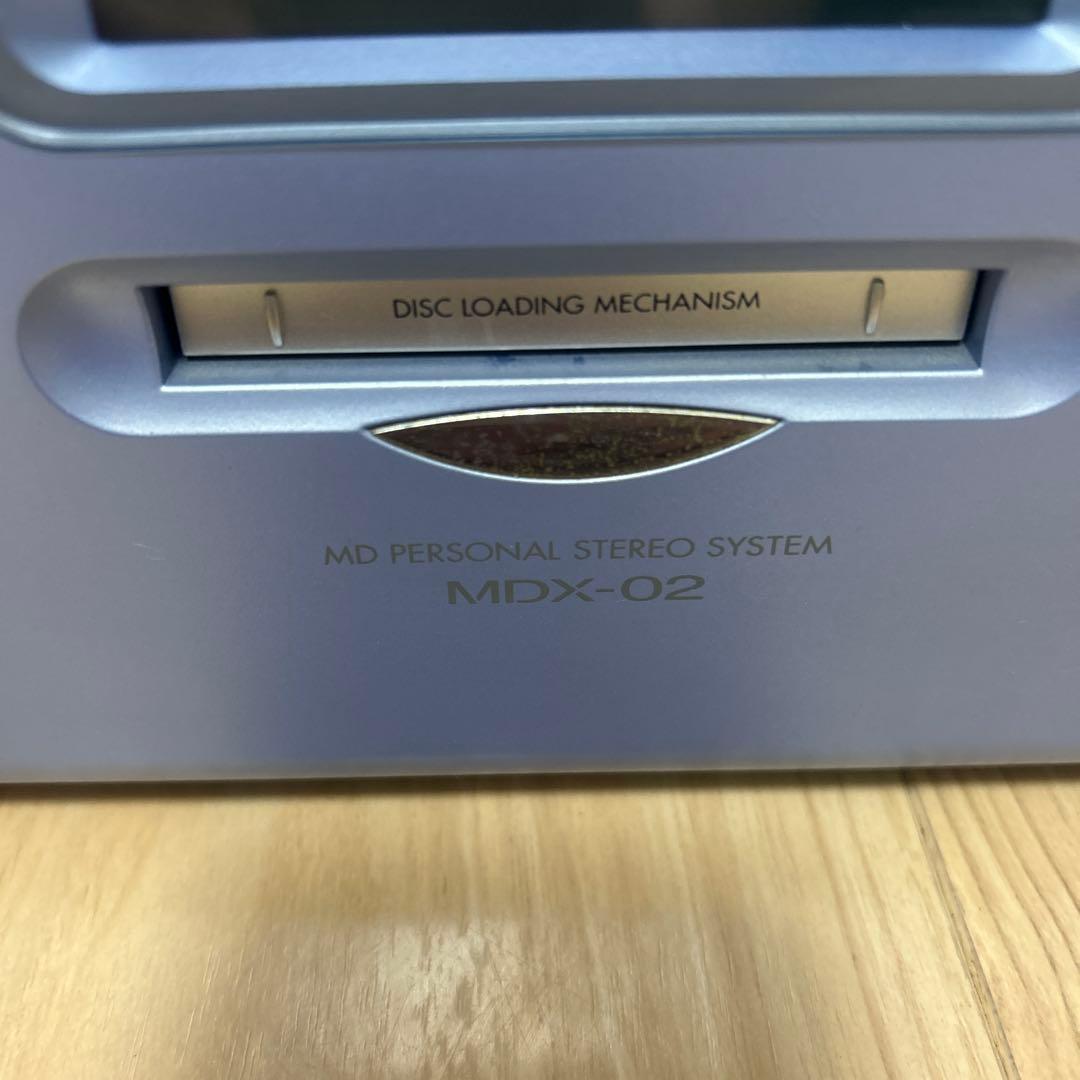 DISC LOADING MECHANISM
MD PERSONAL STEREO SYSTEM
MDX-02